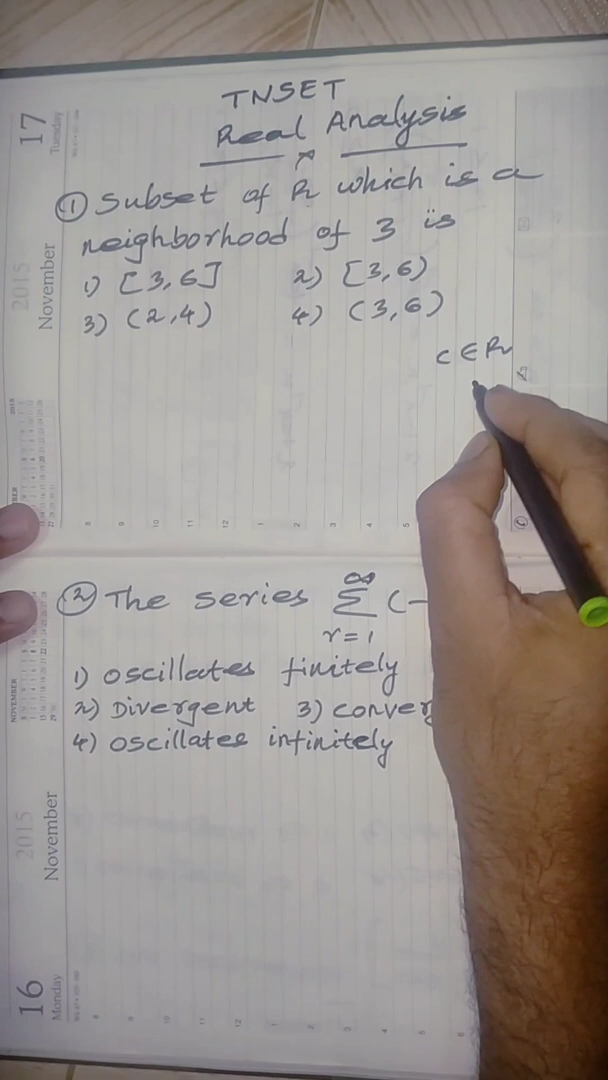 TNSET
Real Analysis
① Subset of R which is a
neighborhood of 3 is
1) [3,6] 2) [3,6)
3) (2,4) 4) (3,6)
c ∈ R
② The series ∞ Σ r=1 (-
1) oscillates finitely
2) Divergent 3) conver
4) oscillates infinitely
17
Tuesday
2015
November
16
Monday
2015
November